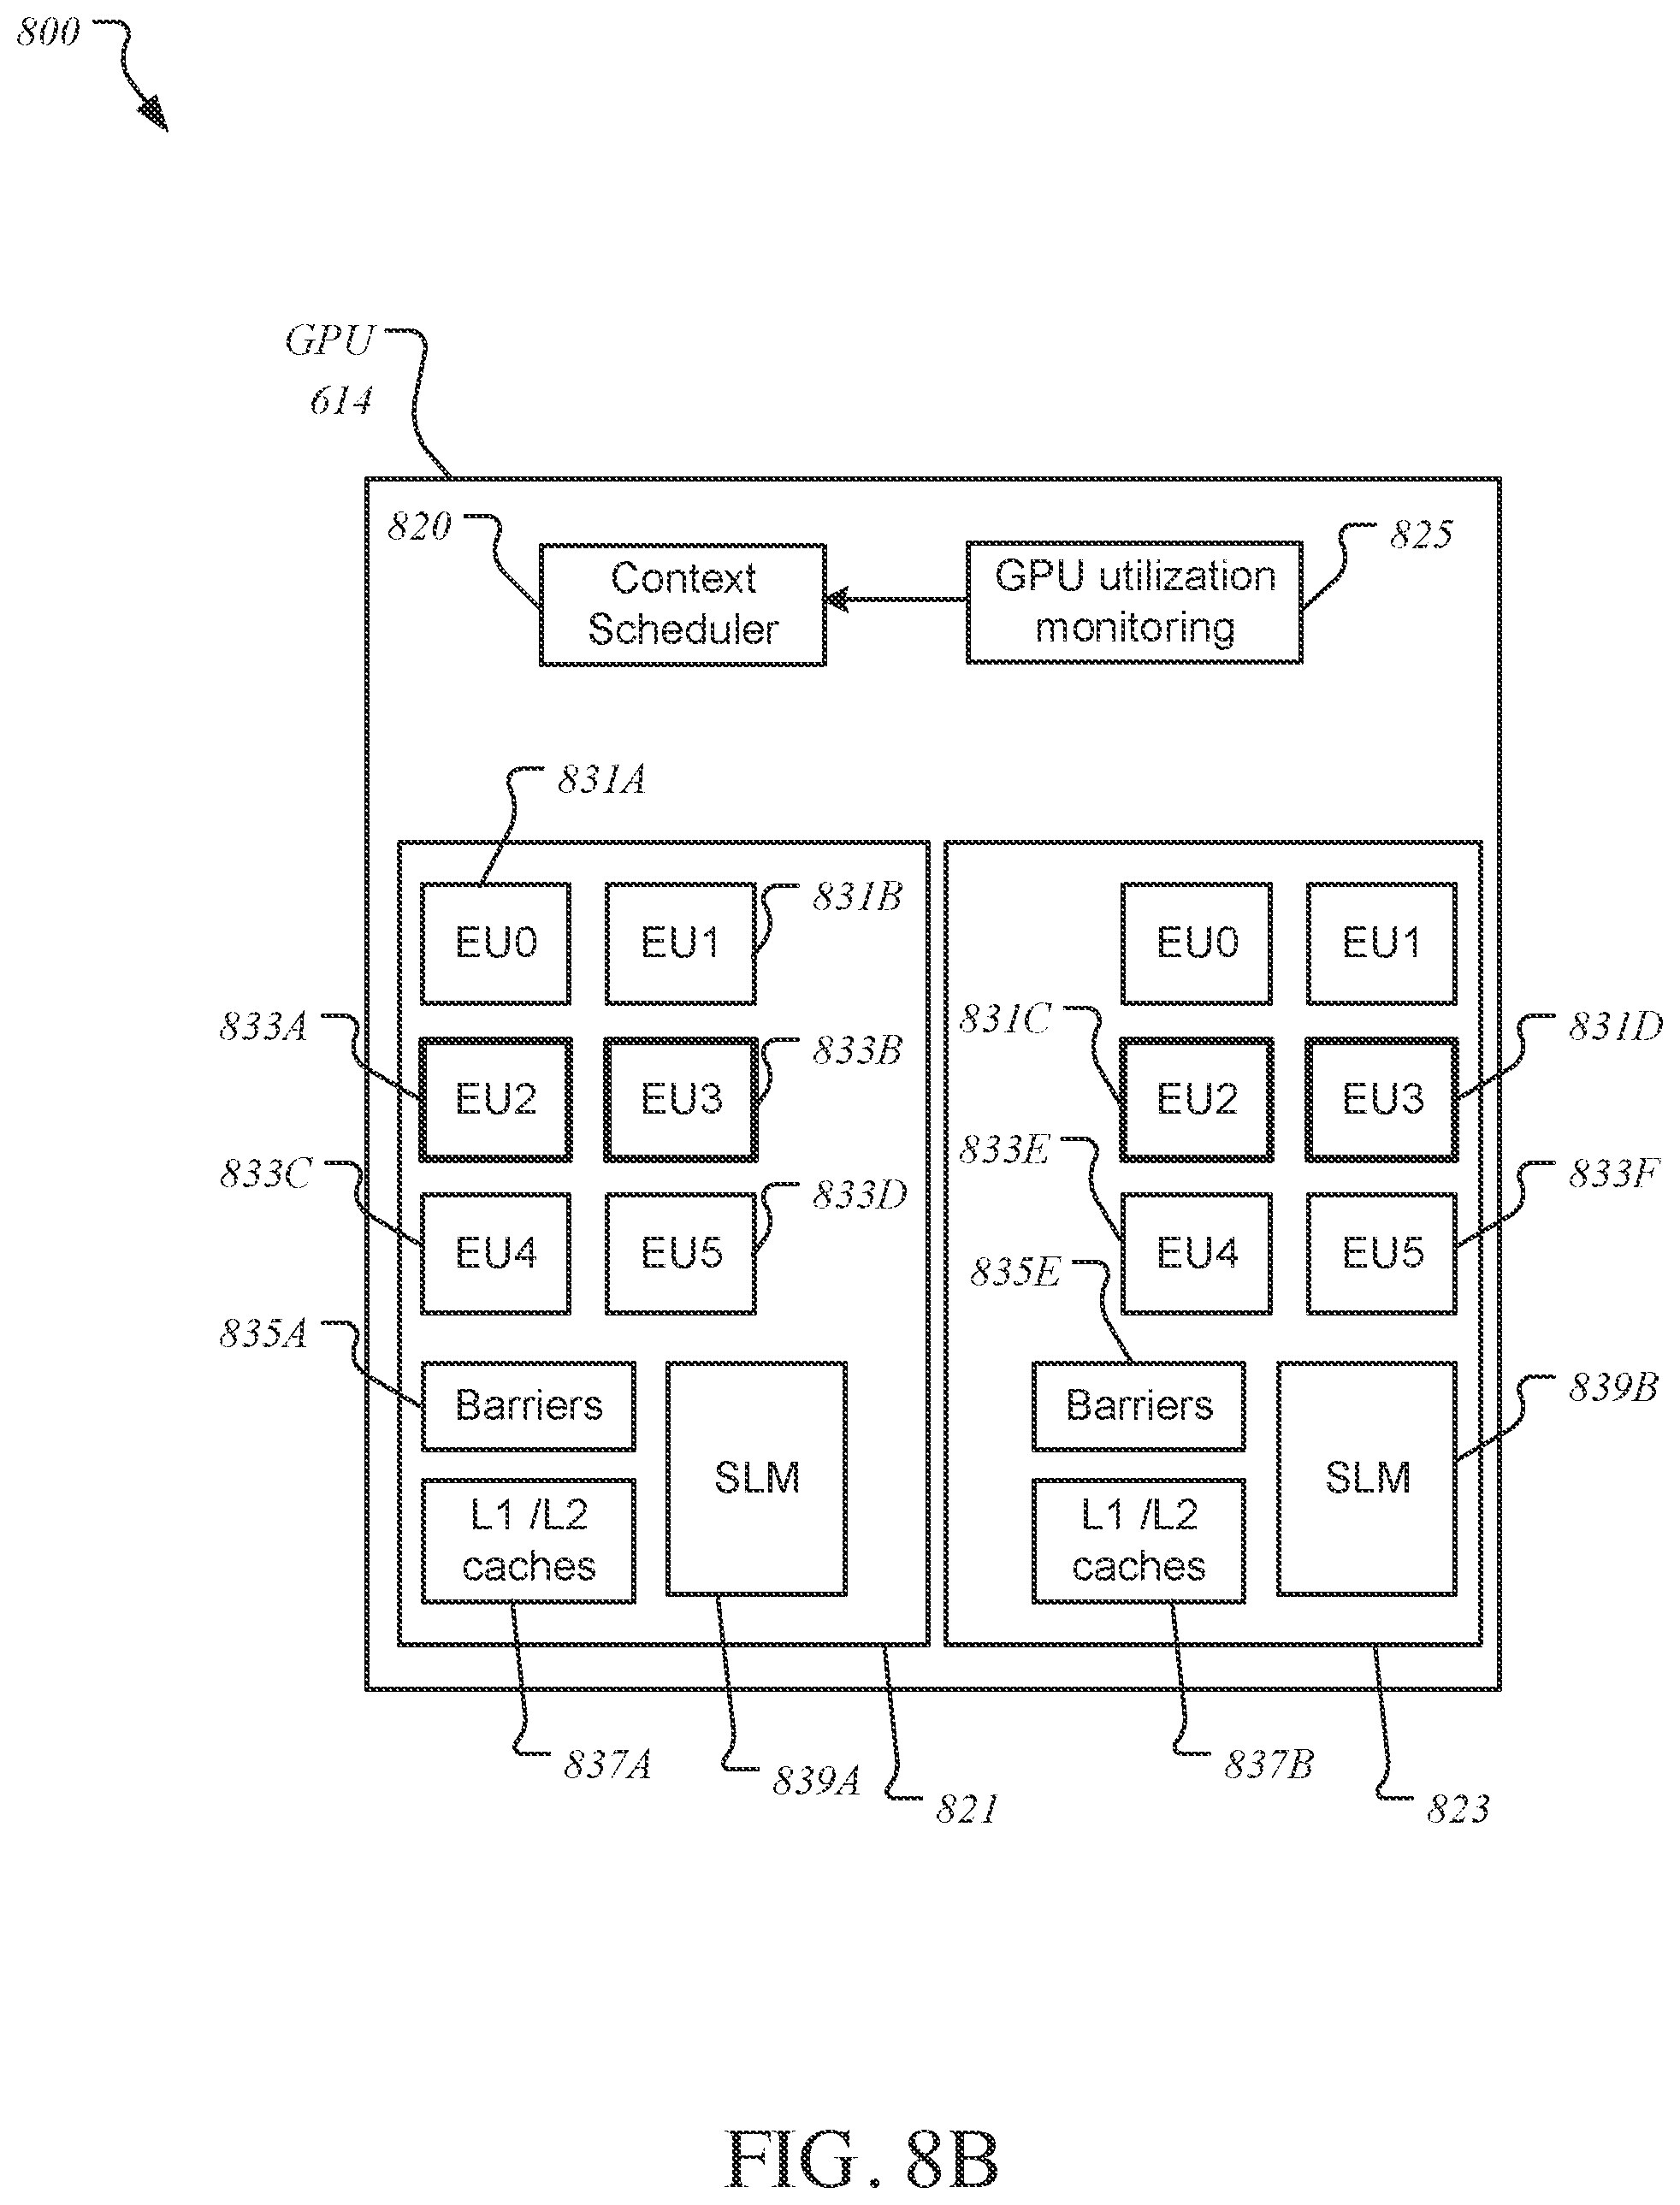 800
GPU
614
820
Context
Scheduler
GPU utilization
monitoring
825
831A
EU0
EU1
831B
EU0
EU1
833A
EU2
EU3
833B
831C
EU2
EU3
831D
833C
EU4
EU5
833D
833E
EU4
EU5
833F
835A
Barriers
SLM
835E
Barriers
SLM
839B
L1 /L2
caches
L1 /L2
caches
837A
839A
821
837B
823
FIG. 8B